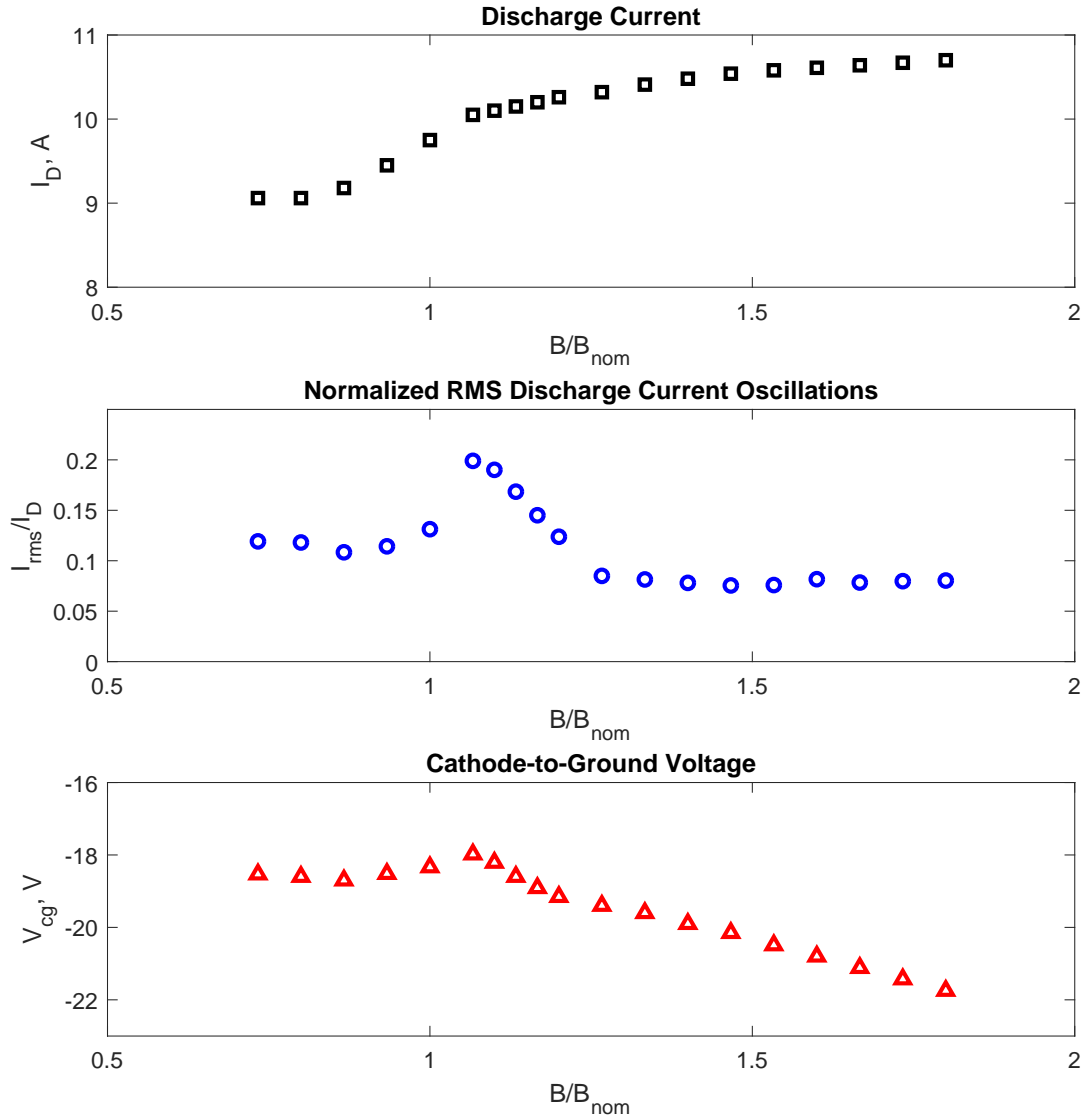 Discharge Current
11
10
9
8
I_D, A
0.5 1 1.5 2
B/B_nom
Normalized RMS Discharge Current Oscillations
0.2
0.15
0.1
0.05
0
I_rms/I_D
0.5 1 1.5 2
B/B_nom
Cathode-to-Ground Voltage
-16
-18
-20
-22
V_cg, V
0.5 1 1.5 2
B/B_nom